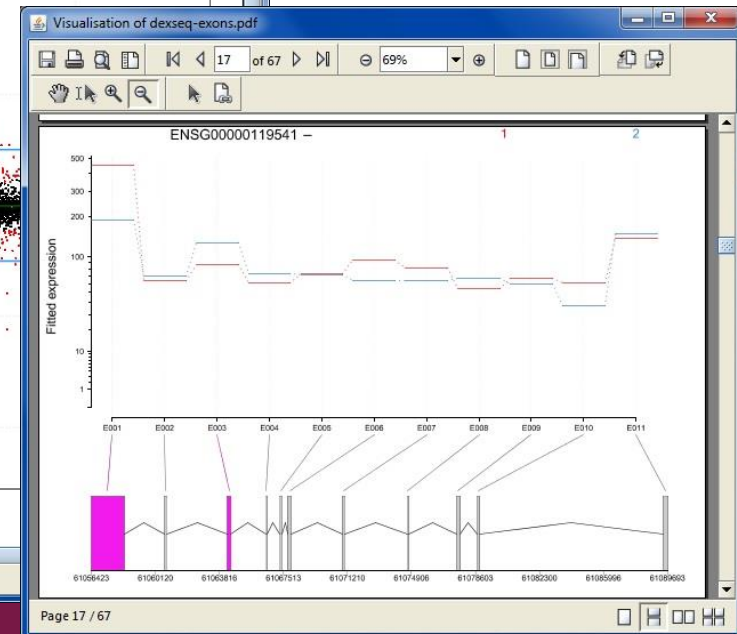 Visualisation of dexseq-exons.pdf
17 of 67 69%
ENSG00000119541 – 1 2
500
300
200
100
10
1
Fitted expression
E001 E002 E003 E004 E005 E006 E007 E008 E009 E010 E011
61056423 61060120 61063816 61067513 61071210 61074906 61078603 61082300 61085996 61089693
Page 17 / 67